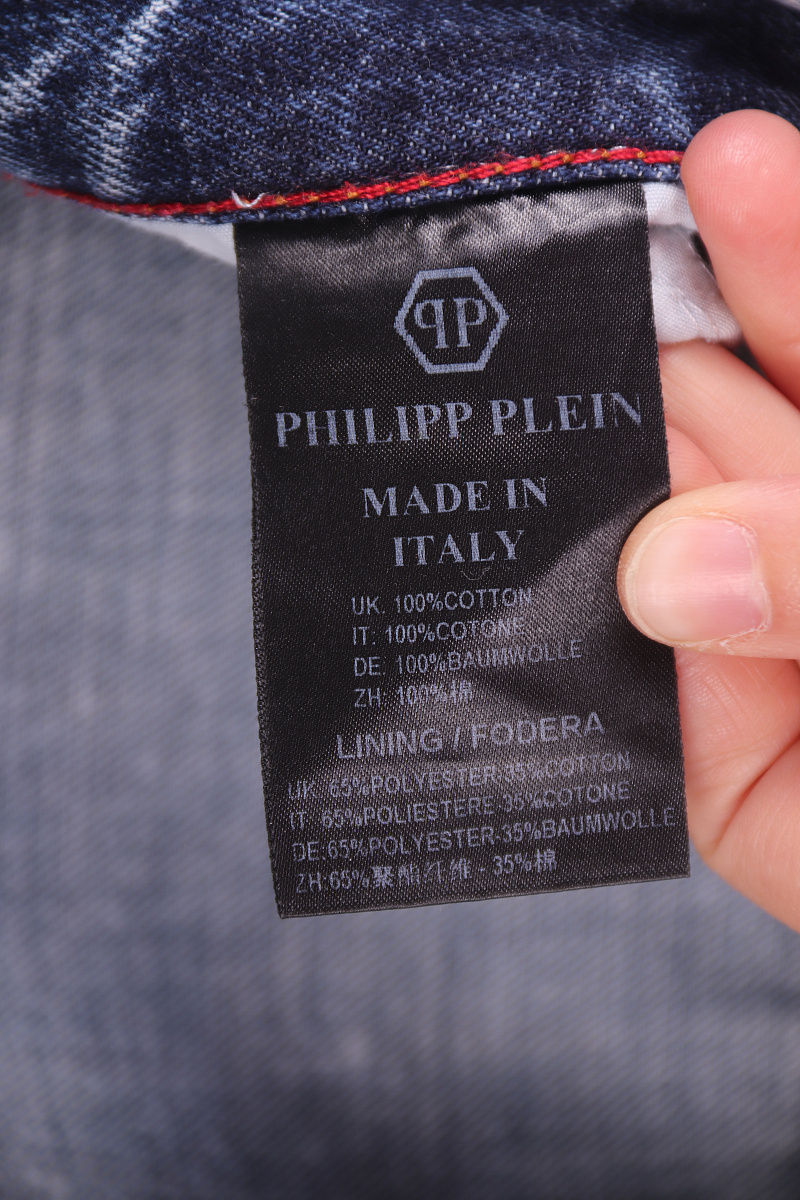 PP
PHILIPP PLEIN
MADE IN
ITALY
UK: 100%COTTON
IT: 100%COTONE
DE: 100%BAUMWOLLE
ZH: 100%棉
LINING / FODERA
UK: 65%POLYESTER-35%COTTON
IT: 65%POLIESTERE-35%COTONE
DE:65%POLYESTER-35%BAUMWOLLE
ZH:65%聚酯纤维 - 35%棉